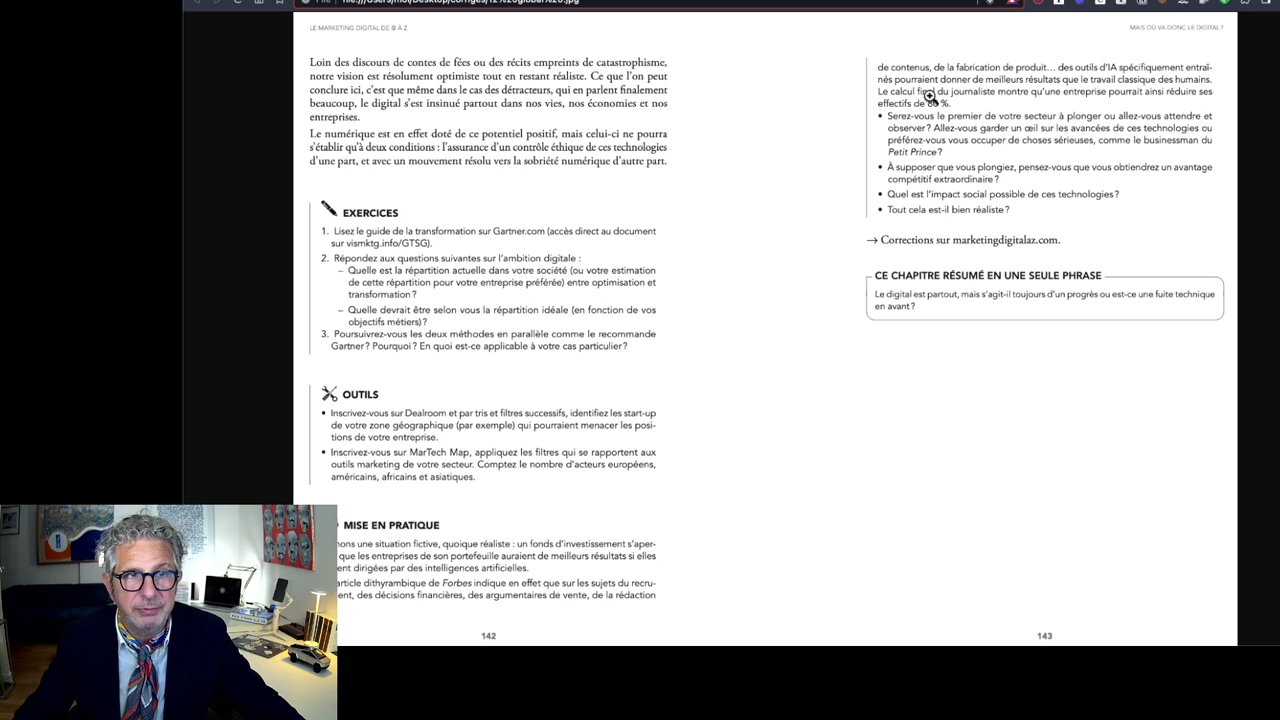 LE MARKETING DIGITAL DE @ À Z
Loin des discours de contes de fées ou des récits empreints de catastrophisme,
notre vision est résolument optimiste tout en restant réaliste. Ce que l'on peut
conclure ici, c'est que même dans le cas des détracteurs, qui en parlent finalement
beaucoup, le digital s'est insinué partout dans nos vies, nos économies et nos
entreprises.
Le numérique est en effet doté de ce potentiel positif, mais celui-ci ne pourra
s'établir qu'à deux conditions : l'assurance d'un contrôle éthique de ces technologies
d'une part, et avec un mouvement résolu vers la sobriété numérique d'autre part.
EXERCICES
1. Lisez le guide de la transformation sur Gartner.com (accès direct au document
sur vismktg.info/GTSG).
2. Répondez aux questions suivantes sur l'ambition digitale :
– Quelle est la répartition actuelle dans votre société (ou votre estimation
de cette répartition pour votre entreprise préférée) entre optimisation et
transformation ?
– Quelle devrait être selon vous la répartition idéale (en fonction de vos
objectifs métiers) ?
3. Poursuivrez-vous les deux méthodes en parallèle comme le recommande
Gartner ? Pourquoi ? En quoi est-ce applicable à votre cas particulier ?
OUTILS
• Inscrivez-vous sur Dealroom et par tris et filtres successifs, identifiez les start-up
de votre zone géographique (par exemple) qui pourraient menacer les posi-
tions de votre entreprise.
• Inscrivez-vous sur MarTech Map, appliquez les filtres qui se rapportent aux
outils marketing de votre secteur. Comptez le nombre d'acteurs européens,
américains, africains et asiatiques.
MISE EN PRATIQUE
une situation fictive, quoique réaliste : un fonds d'investissement s'aper-
que les entreprises de son portefeuille auraient de meilleurs résultats si elles
dirigées par des intelligences artificielles.
article dithyrambique de Forbes indique en effet que sur les sujets du recru-
des décisions financières, des argumentaires de vente, de la rédaction
142
MAIS OÙ VA DONC LE DIGITAL ?
de contenus, de la fabrication de produit… des outils d'IA spécifiquement entraî-
nés pourraient donner de meilleurs résultats que le travail classique des humains.
Le calcul final du journaliste montre qu'une entreprise pourrait ainsi réduire ses
effectifs de %.
• Serez-vous le premier de votre secteur à plonger ou allez-vous attendre et
observer ? Allez-vous garder un œil sur les avancées de ces technologies ou
préférez-vous vous occuper de choses sérieuses, comme le businessman du
Petit Prince ?
• À supposer que vous plongiez, pensez-vous que vous obtiendrez un avantage
compétitif extraordinaire ?
• Quel est l'impact social possible de ces technologies ?
• Tout cela est-il bien réaliste ?
→ Corrections sur marketingdigitalaz.com.
CE CHAPITRE RÉSUMÉ EN UNE SEULE PHRASE
Le digital est partout, mais s'agit-il toujours d'un progrès ou est-ce une fuite technique
en avant ?
143